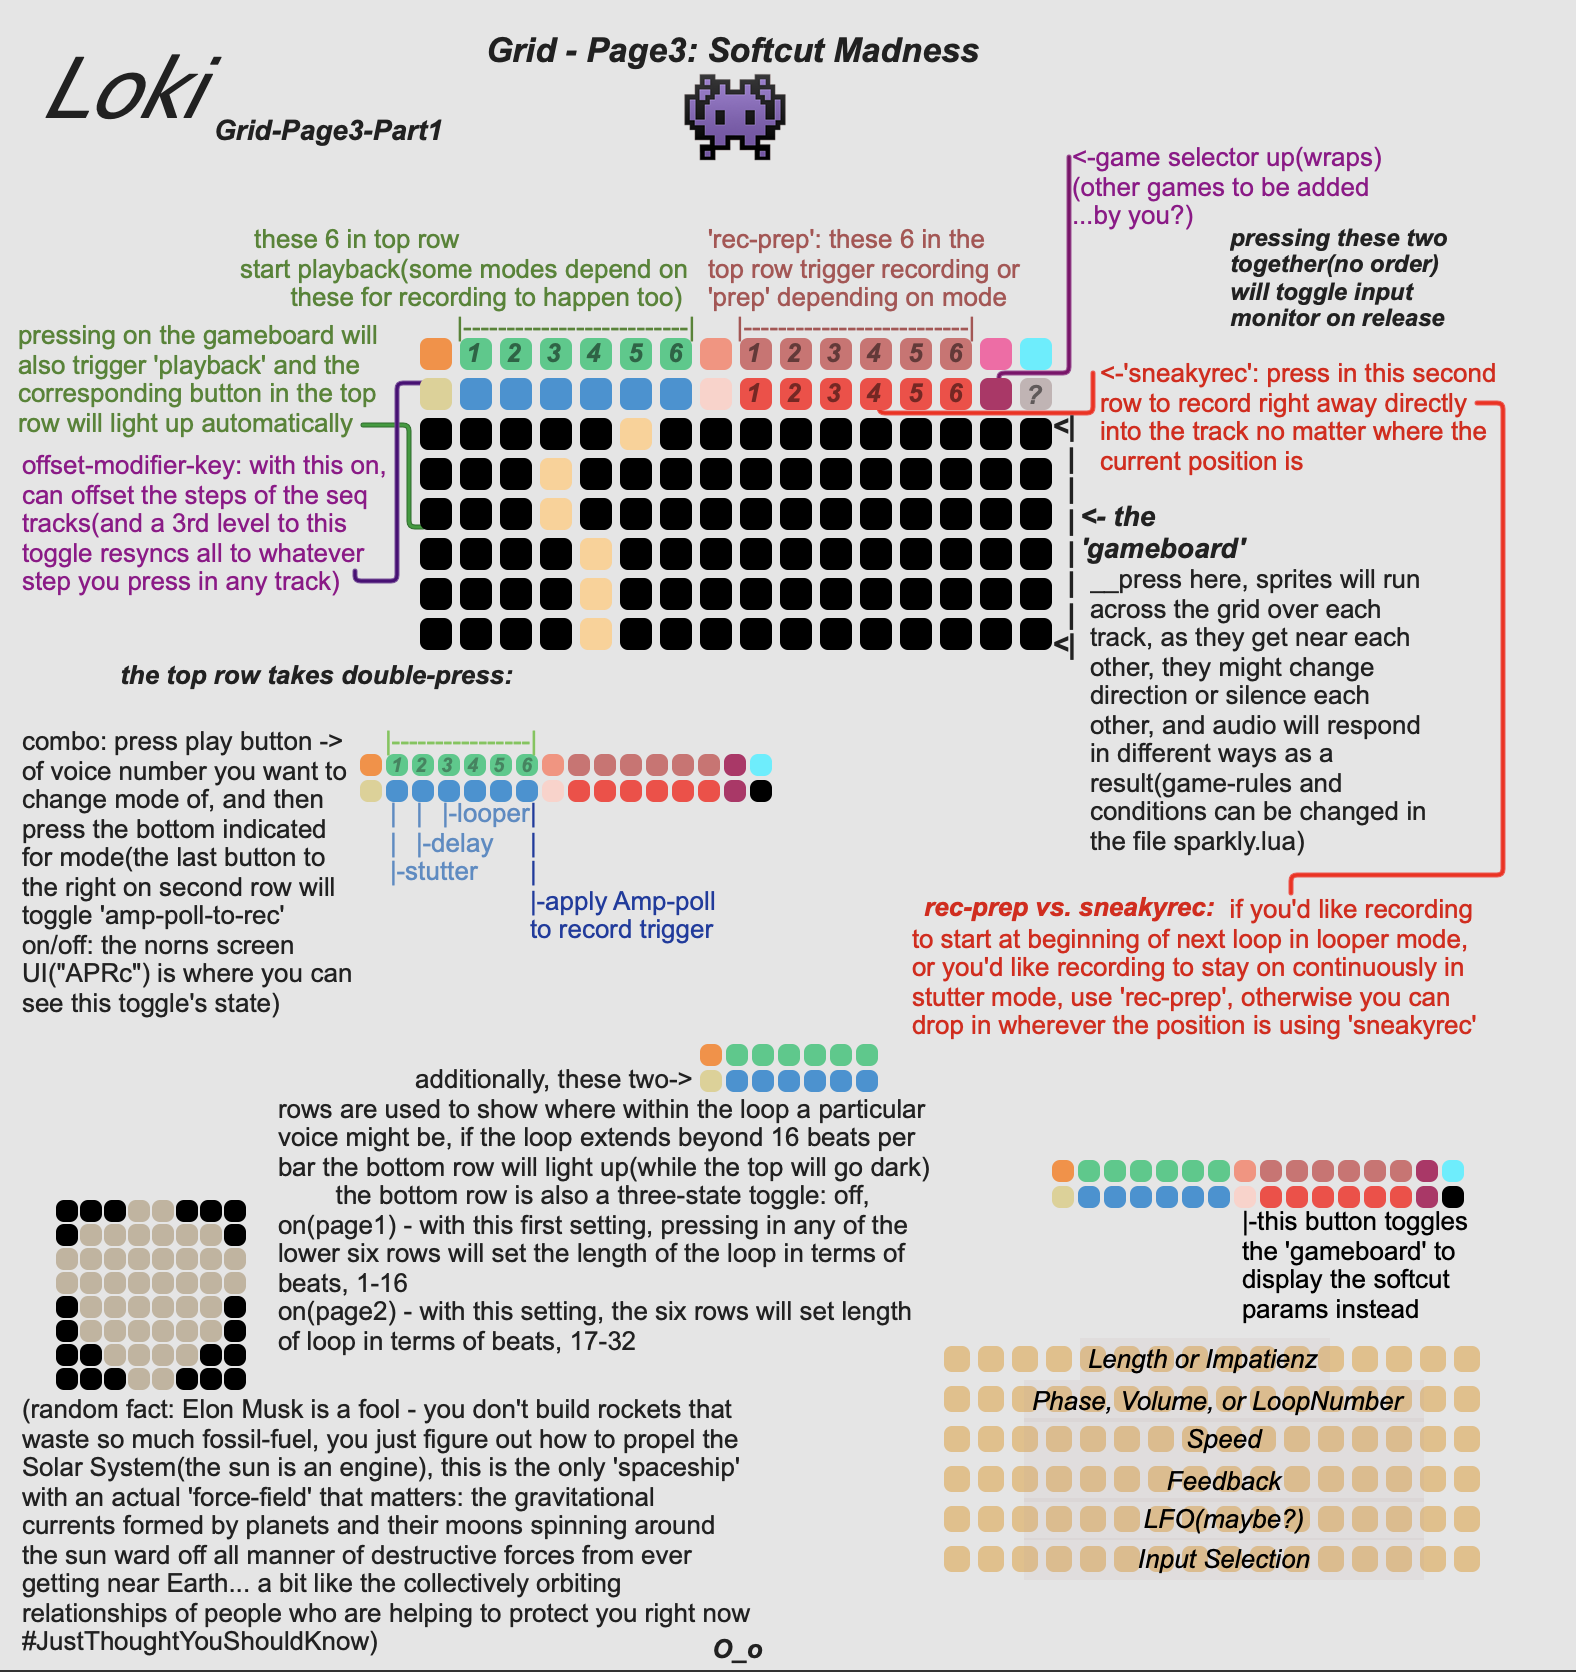 Grid - Page3: Softcut Madness
Loki
Grid-Page3-Part1
<-game selector up(wraps)
(other games to be added
...by you?)
pressing these two
together(no order)
will toggle input
monitor on release
these 6 in top row
start playback(some modes depend on
these for recording to happen too)
|------------------------|
'rec-prep': these 6 in the
top row trigger recording or
'prep' depending on mode
|------------------------|
pressing on the gameboard will
also trigger 'playback' and the
corresponding button in the top
row will light up automatically
offset-modifier-key: with this on,
can offset the steps of the seq
tracks(and a 3rd level to this
toggle resyncs all to whatever
step you press in any track)
1 2 3 4 5 6 1 2 3 4 5 6
1 2 3 4 5 6 ?
<-'sneakyrec': press in this second
row to record right away directly
into the track no matter where the
current position is
<|
<- the
'gameboard'
<|
__press here, sprites will run
across the grid over each
track, as they get near each
other, they might change
direction or silence each
other, and audio will respond
in different ways as a
result(game-rules and
conditions can be changed in
the file sparkly.lua)
the top row takes double-press:
combo: press play button ->
of voice number you want to
change mode of, and then
press the bottom indicated
for mode(the last button to
the right on second row will
toggle 'amp-poll-to-rec'
on/off: the norns screen
UI("APRc") is where you can
see this toggle's state)
|---------------|
1 2 3 4 5 6
|-looper
|-delay
|-stutter
|-apply Amp-poll
to record trigger
rec-prep vs. sneakyrec: if you'd like recording
to start at beginning of next loop in looper mode,
or you'd like recording to stay on continuously in
stutter mode, use 'rec-prep', otherwise you can
drop in wherever the position is using 'sneakyrec'
additionally, these two->
rows are used to show where within the loop a particular
voice might be, if the loop extends beyond 16 beats per
bar the bottom row will light up(while the top will go dark)
the bottom row is also a three-state toggle: off,
on(page1) - with this first setting, pressing in any of the
lower six rows will set the length of the loop in terms of
beats, 1-16
on(page2) - with this setting, the six rows will set length
of loop in terms of beats, 17-32
|-this button toggles
the 'gameboard' to
display the softcut
params instead
Length or Impatienz
Phase, Volume, or LoopNumber
Speed
Feedback
LFO(maybe?)
Input Selection
(random fact: Elon Musk is a fool - you don't build rockets that
waste so much fossil-fuel, you just figure out how to propel the
Solar System(the sun is an engine), this is the only 'spaceship'
with an actual 'force-field' that matters: the gravitational
currents formed by planets and their moons spinning around
the sun ward off all manner of destructive forces from ever
getting near Earth... a bit like the collectively orbiting
relationships of people who are helping to protect you right now
#JustThoughtYouShouldKnow)
O_o